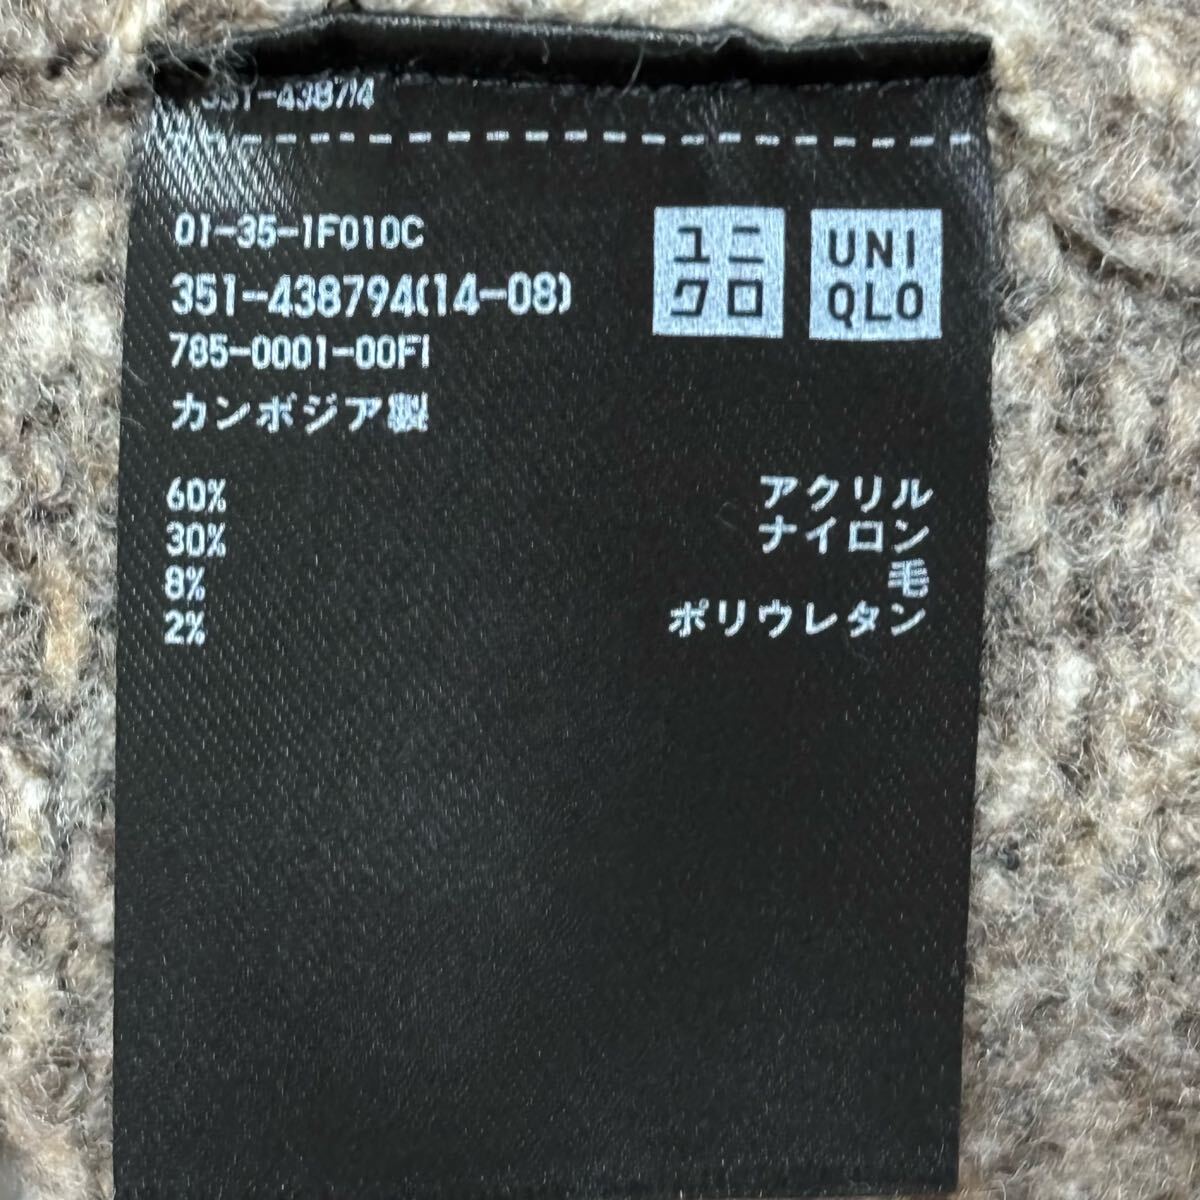 351-438794
01-35-1F010C
351-438794(14-08)
785-0001-00FI
カンボジア製
ユニ
クロ
UNI
QLO
60% アクリル
30% ナイロン
8% 毛
2% ポリウレタン